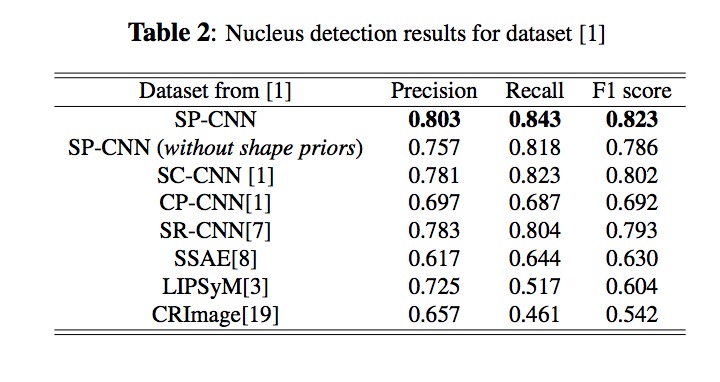 Table 2: Nucleus detection results for dataset [1]
Dataset from [1] Precision Recall F1 score
SP-CNN 0.803 0.843 0.823
SP-CNN (without shape priors) 0.757 0.818 0.786
SC-CNN [1] 0.781 0.823 0.802
CP-CNN[1] 0.697 0.687 0.692
SR-CNN[7] 0.783 0.804 0.793
SSAE[8] 0.617 0.644 0.630
LIPSyM[3] 0.725 0.517 0.604
CRImage[19] 0.657 0.461 0.542